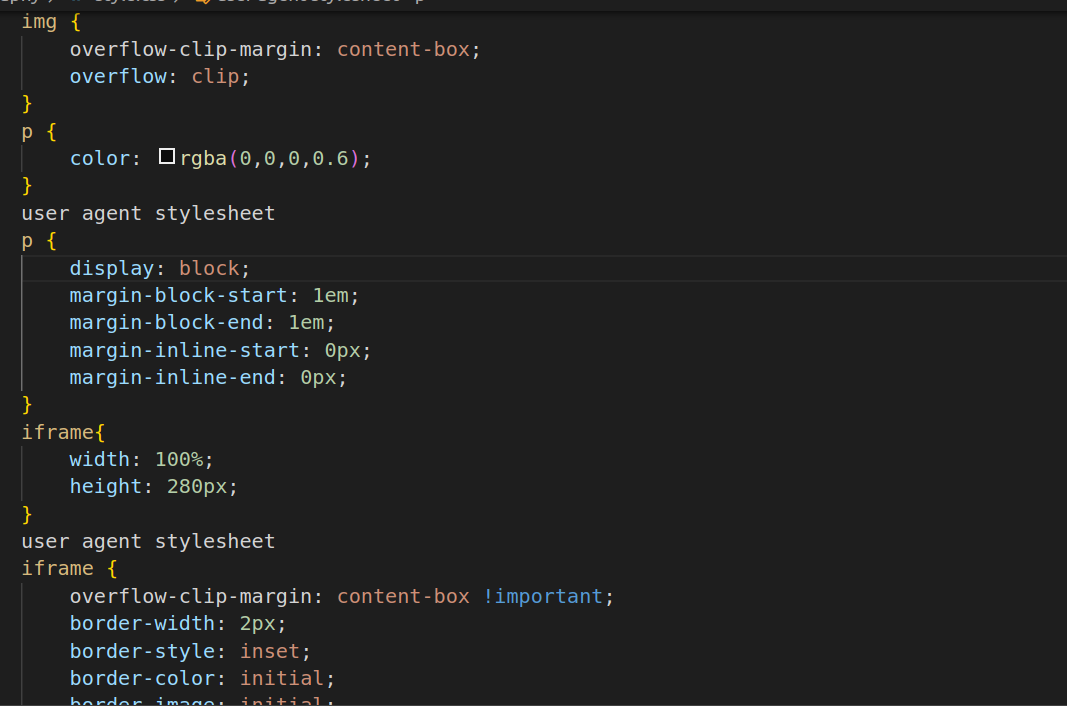 img {
overflow-clip-margin: content-box;
overflow: clip;
}
p {
color: rgba(0,0,0,0.6);
}
user agent stylesheet
p {
display: block;
margin-block-start: 1em;
margin-block-end: 1em;
margin-inline-start: 0px;
margin-inline-end: 0px;
}
iframe{
width: 100%;
height: 280px;
}
user agent stylesheet
iframe {
overflow-clip-margin: content-box !important;
border-width: 2px;
border-style: inset;
border-color: initial;
border-image: initial;